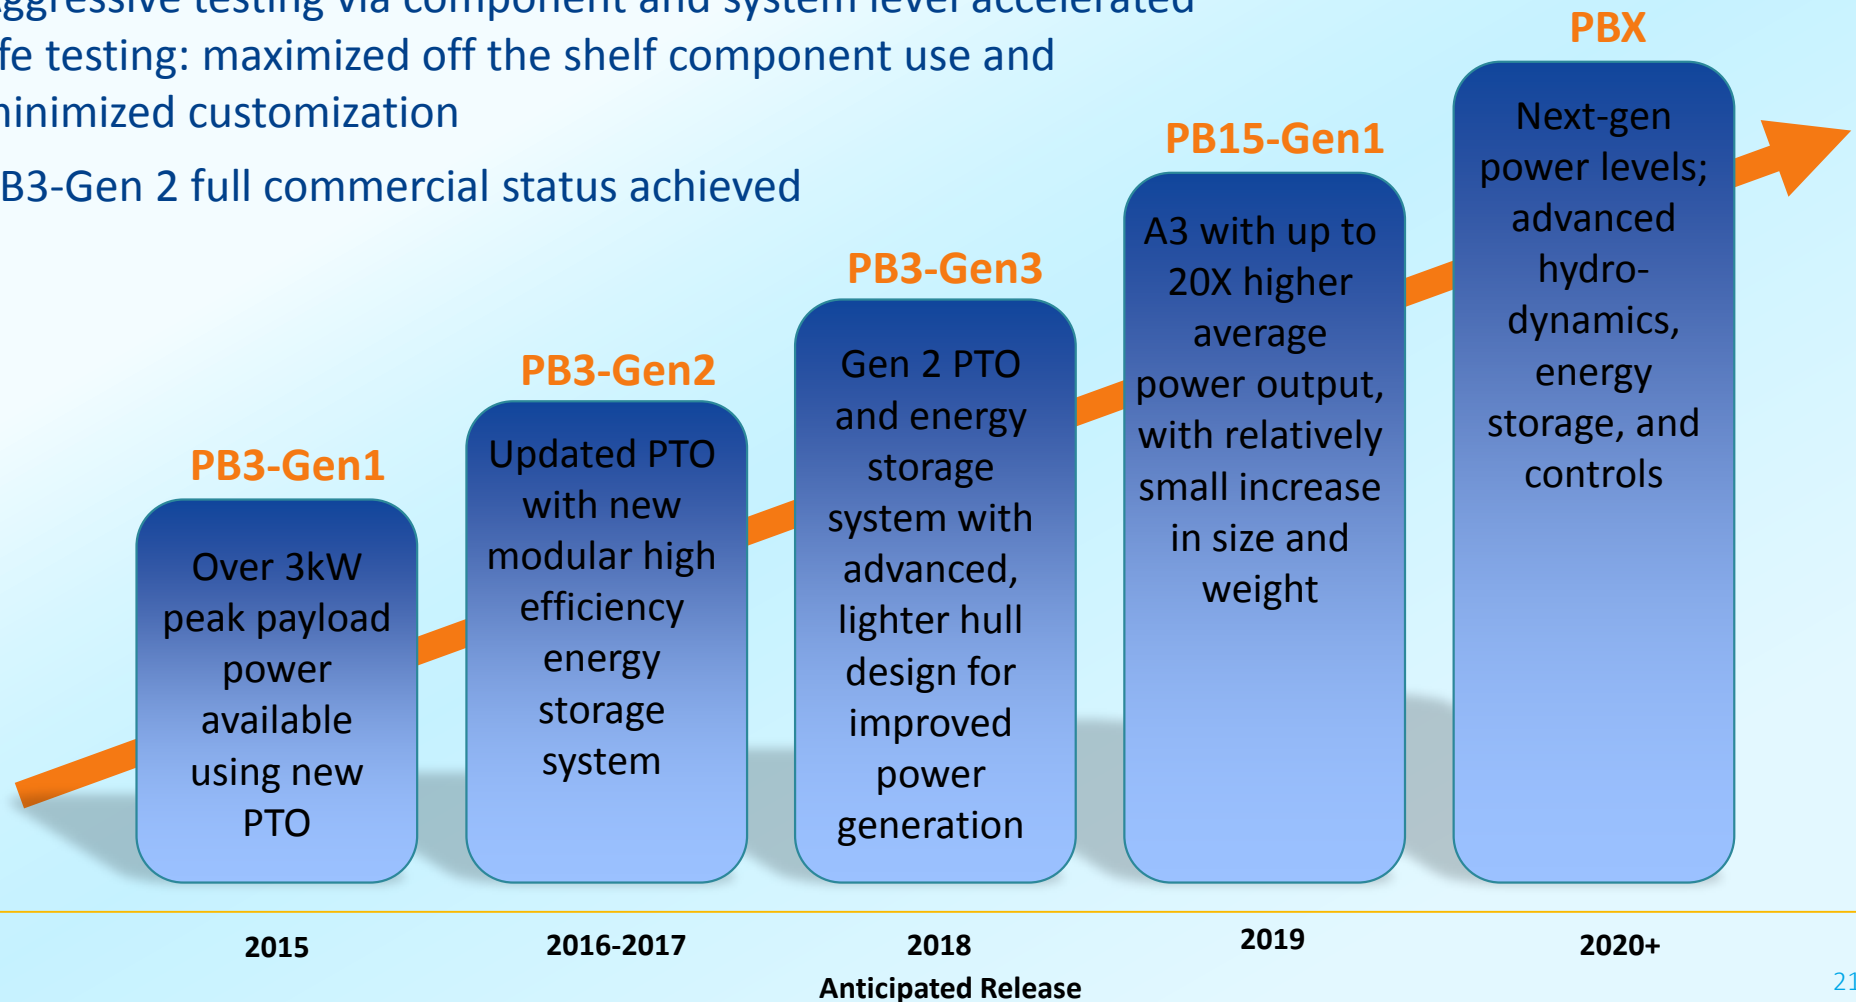 ggressive testing via component and system level accelerated
fe testing: maximized off the shelf component use and
inimized customization
B3-Gen 2 full commercial status achieved
PB3-Gen1
Over 3kW
peak payload
power
available
using new
PTO
PB3-Gen2
Updated PTO
with new
modular high
efficiency
energy
storage
system
PB3-Gen3
Gen 2 PTO
and energy
storage
system with
advanced,
lighter hull
design for
improved
power
generation
PB15-Gen1
A3 with up to
20X higher
average
power output,
with relatively
small increase
in size and
weight
PBX
Next-gen
power levels;
advanced
hydro-
dynamics,
energy
storage, and
controls
2015
2016-2017
2018
2019
2020+
Anticipated Release
21